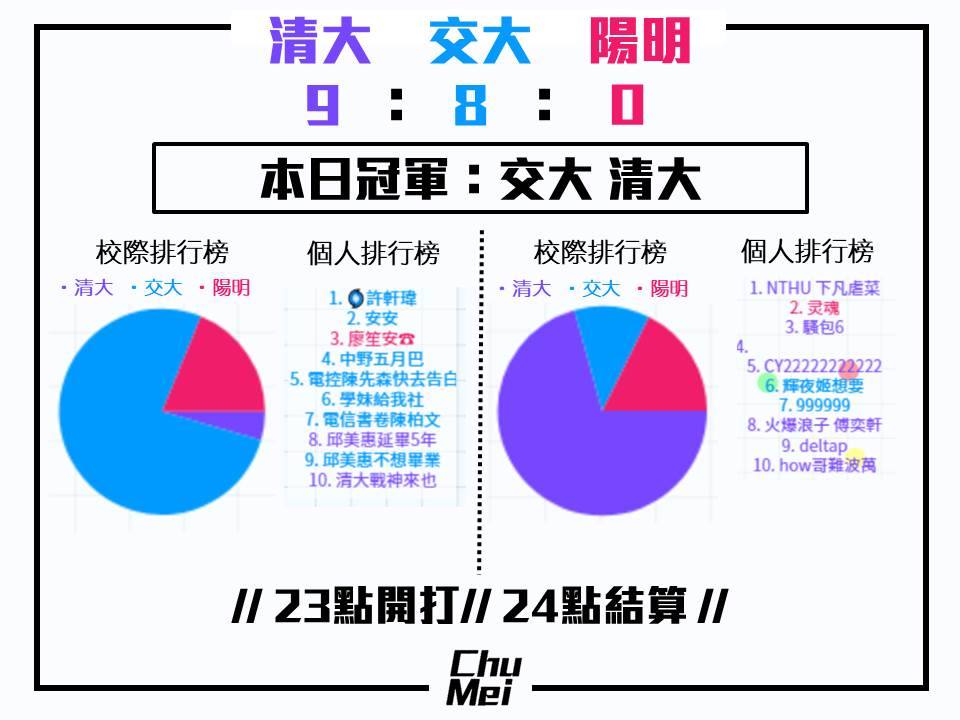 清大 交大 陽明
9 : 8 : 0
本日冠軍：交大 清大
校際排行榜
・清大 ・交大 ・陽明
個人排行榜
1. 許軒瑋
2. 安安
3. 廖笙安☎
4. 中野五月巴
5. 電控陳先森快去告白
6. 學妹給我社
7. 電信書卷陳柏文
8. 邱美惠延畢5年
9. 邱美惠不想畢業
10. 清大戰神來也
校際排行榜
・清大 ・交大 ・陽明
個人排行榜
1. NTHU 下凡虐菜
2. 灵魂
3. 騷包6
4.
5. CY22222222222
6. 輝夜姬想要
7. 999999
8. 火爆浪子 傅奕軒
9. deltap
10. how哥難波萬
// 23點開打// 24點結算 //
Chu
Mei